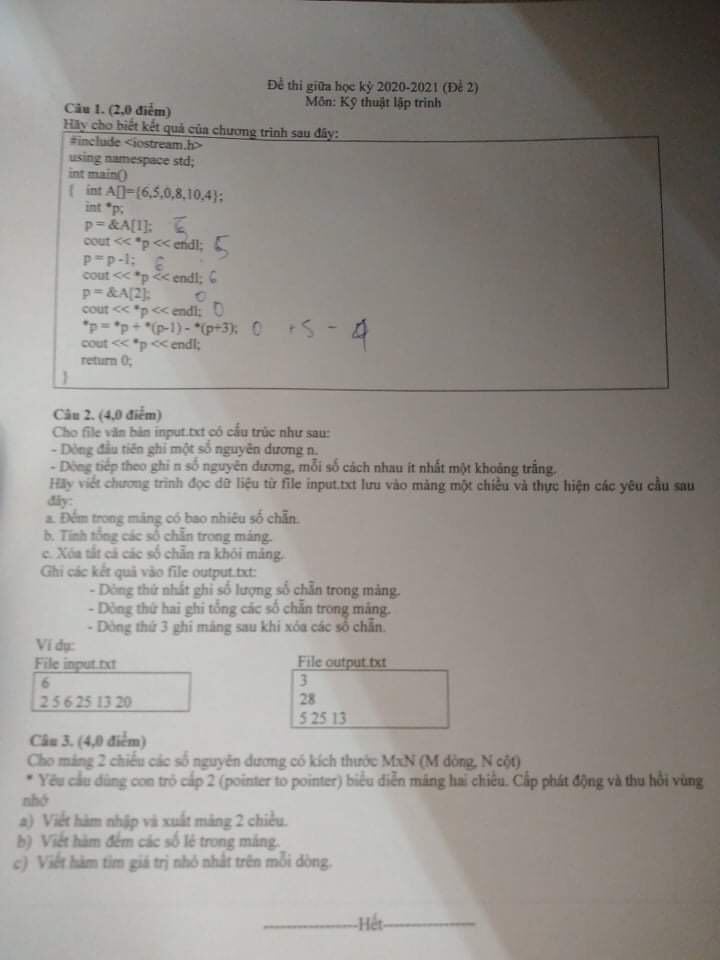 Đề thi giữa học kỳ 2020-2021 (Đề 2)
Môn: Kỹ thuật lập trình
Câu 1. (2,0 điểm)
Hãy cho biết kết quả của chương trình sau đây:
#include <iostream.h>
using namespace std;
int main()
{ int A[]={6,5,0,8,10,4};
int *p;
p = &A[1]; 5
cout << *p << endl; 5
p = p -1; 6
cout << *p << endl; 6
p = &A[2]; 0
cout << *p << endl; 0
*p = *p + *(p-1) - *(p+3); 0 +5 - 4
cout << *p << endl;
return 0;
}
Câu 2. (4,0 điểm)
Cho file văn bản input.txt có cấu trúc như sau:
- Dòng đầu tiên ghi một số nguyên dương n.
- Dòng tiếp theo ghi n số nguyên dương, mỗi số cách nhau ít nhất một khoảng trắng.
Hãy viết chương trình đọc dữ liệu từ file input.txt lưu vào mảng một chiều và thực hiện các yêu cầu sau
đây:
a. Đếm trong mảng có bao nhiêu số chẵn.
b. Tính tổng các số chẵn trong mảng.
c. Xóa tất cả các số chẵn ra khỏi mảng.
Ghi các kết quả vào file output.txt:
- Dòng thứ nhất ghi số lượng số chẵn trong mảng.
- Dòng thứ hai ghi tổng các số chẵn trong mảng.
- Dòng thứ 3 ghi mảng sau khi xóa các số chẵn.
Ví dụ:
File input.txt
6
2 5 6 25 13 20
File output.txt
3
28
5 25 13
Câu 3. (4,0 điểm)
Cho mảng 2 chiều các số nguyên dương có kích thước MxN (M dòng, N cột)
* Yêu cầu dùng con trỏ cấp 2 (pointer to pointer) biểu diễn mảng hai chiều. Cấp phát động và thu hồi vùng
nhớ
a) Viết hàm nhập và xuất mảng 2 chiều.
b) Viết hàm đếm các số lẻ trong mảng.
c) Viết hàm tìm giá trị nhỏ nhất trên mỗi dòng.
--------------------Hết--------------------